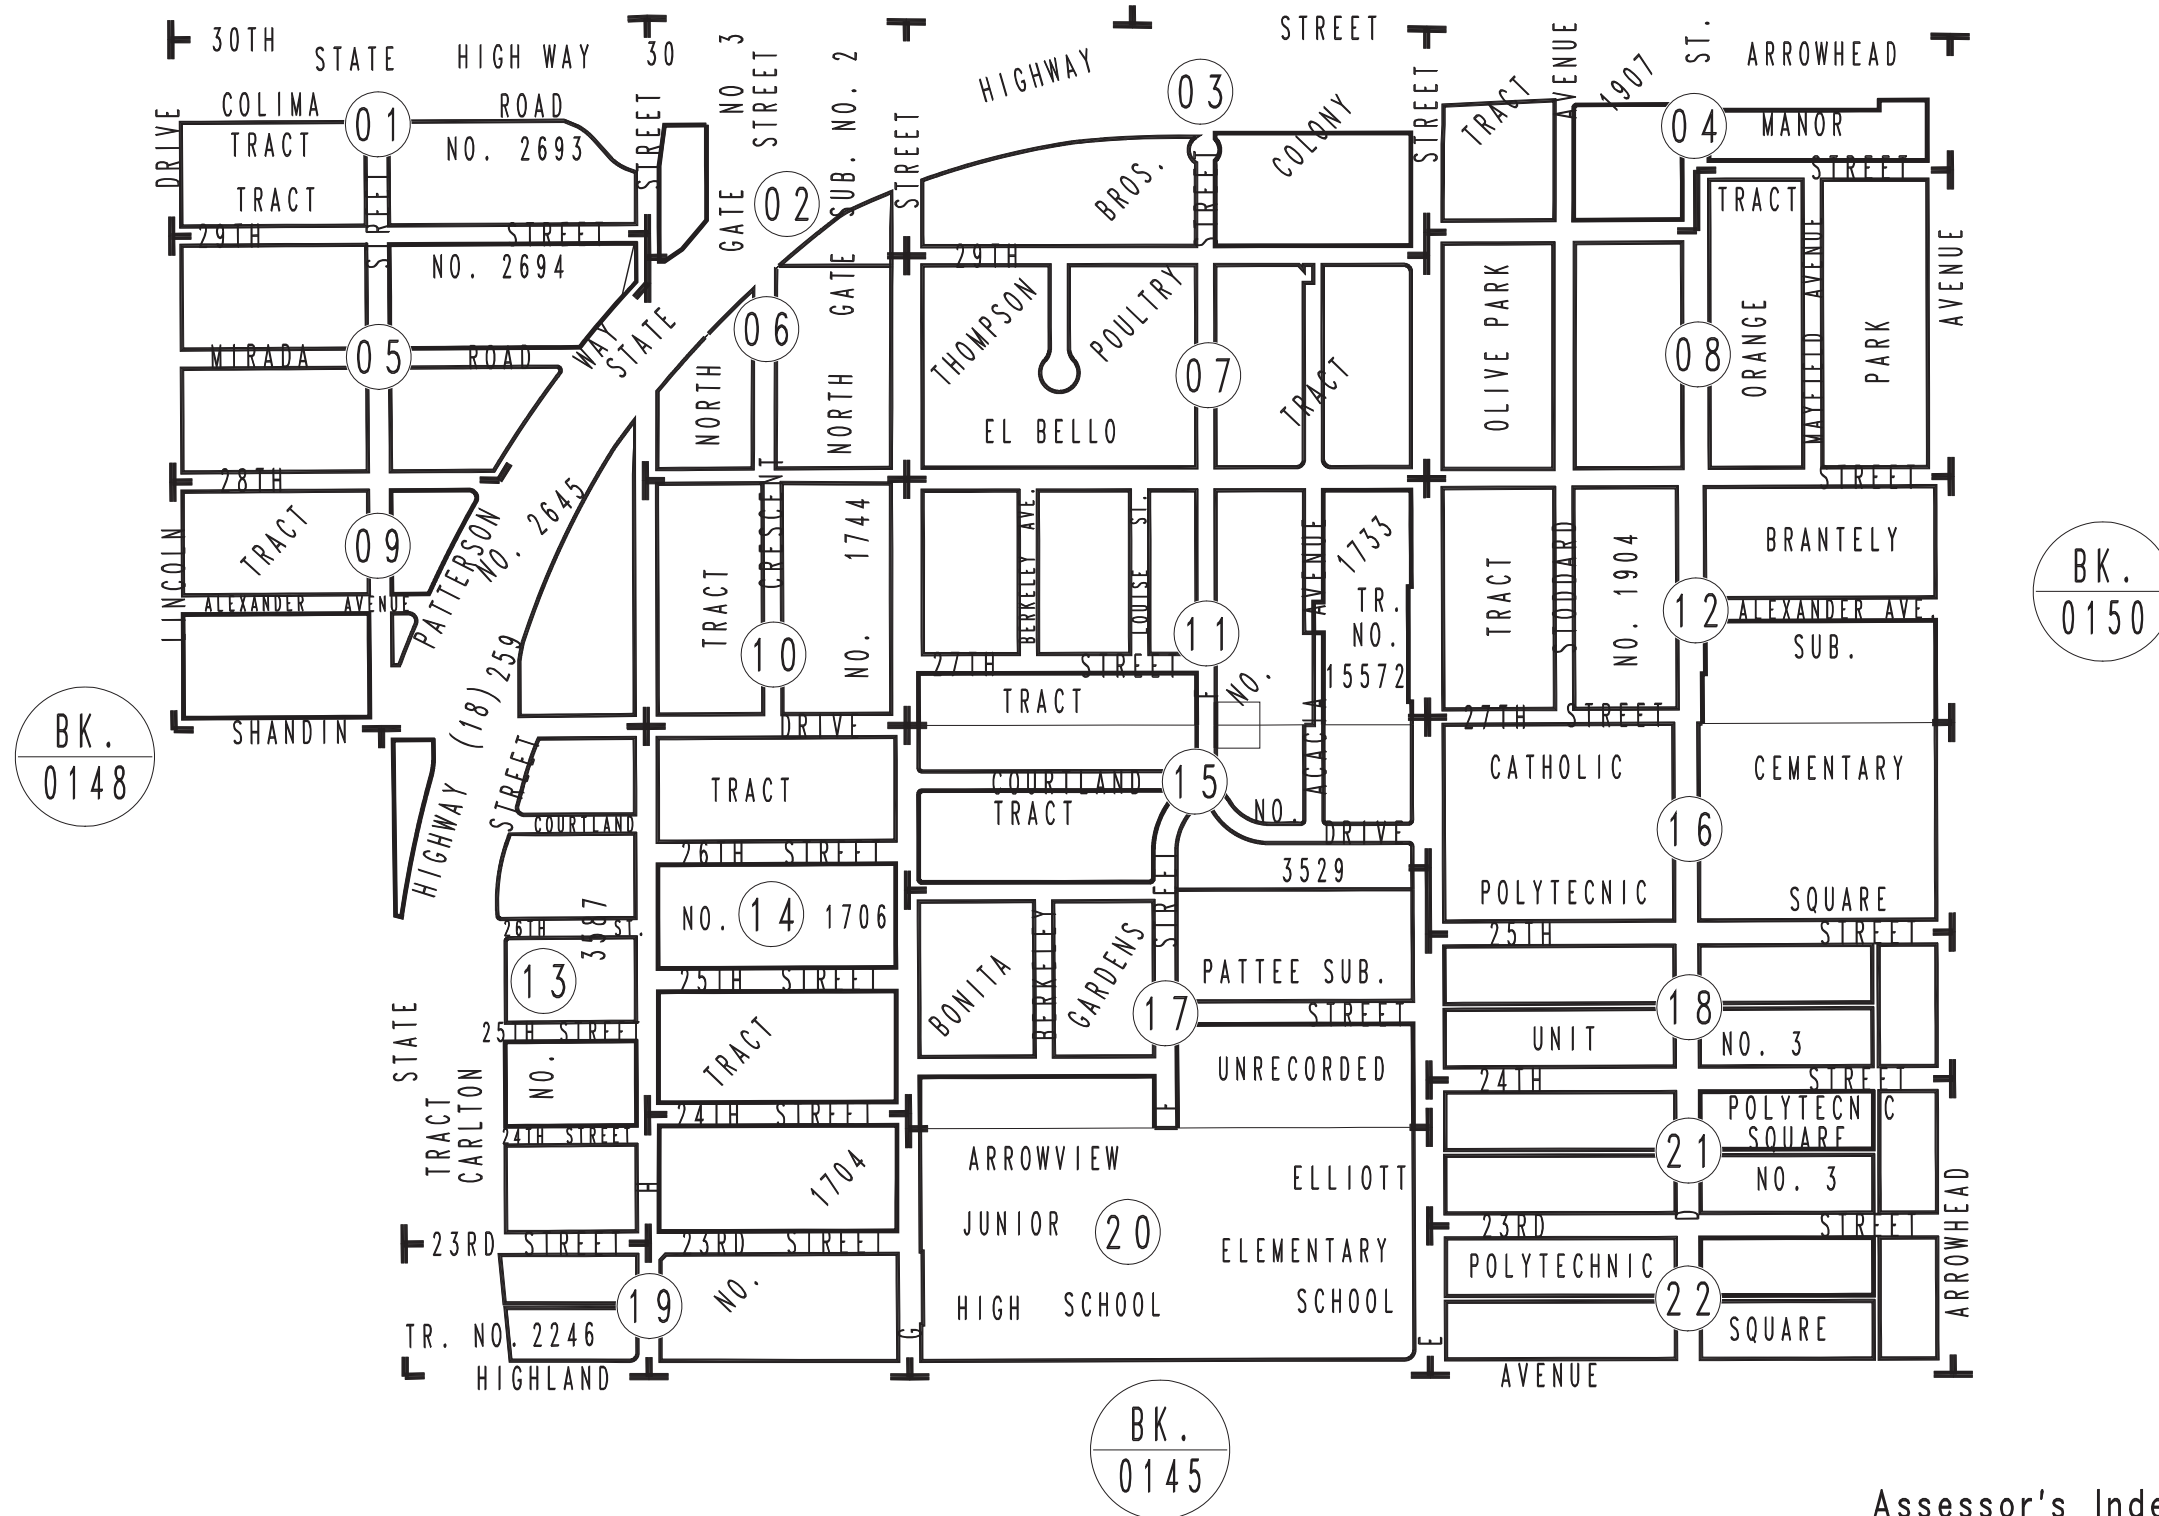 30TH
STREET
STATE HIGH WAY 30
HIGHWAY
ARROWHEAD
AVENUE
ST.
NO 3
STREET
SUB. NO. 2
COLIMA ROAD
01
03
04
TRACT 1907
MANOR
TRACT NO. 2693
TRACT
DRIVE
STREET
GATE
02
STREET
BROS.
STREET
COLONY
STREET
STREET
TRACT
29TH STREET
STREET
NO. 2694
29TH
MAYFIELD AVENUE
AVENUE
WAY
STATE
06
GATE
THOMPSON
POULTRY
OLIVE PARK
ORANGE
PARK
MIRADA ROAD
05
07
08
NORTH
NORTH
TRACT
EL BELLO
28TH
STREET
CRESCENT
1744
BERKELEY AVE.
LOUISE ST.
AVENUE
1733
NO. 2645
TRACT
09
PATTERSON
LINCOLN
STODDARD
NO. 1904
BRANTELY
BK.
0150
ALEXANDER AVENUE
TRACT
TR.
NO.
15572
TRACT
12
ALEXANDER AVE.
SUB.
(18) 259
10
NO.
11
27TH STREET
TRACT
NO.
BK.
0148
SHANDIN
DRIVE
27TH STREET
HIGHWAY
STREET
TRACT
COURTLAND
15
ACACIA
CATHOLIC
CEMENTARY
TRACT
NO.
DRIVE
16
COURTLAND
26TH STREET
3529
POLYTECNIC
SQUARE
26TH ST.
3587
NO. 14 1706
STREET
25TH STREET
13
25TH STREET
BONITA
BERKELEY
GARDENS
PATTEE SUB.
17
STREET
18
STATE
25TH STREET
NO.
TRACT
UNRECORDED
UNIT
NO. 3
TRACT
CARLTON
24TH STREET
24TH STREET
24TH STREET
F
H
1704
ARROWVIEW
ELLIOTT
POLYTECNIC
SQUARE
21
NO. 3
D
JUNIOR
20
ELEMENTARY
23RD STREET
23RD STREET
23RD STREET
ARROWHEAD
19
NO.
HIGH SCHOOL
SCHOOL
POLYTECHNIC
22
SQUARE
TR. NO. 2246
G
E
HIGHLAND
AVENUE
BK.
0145
Assessor's Inde